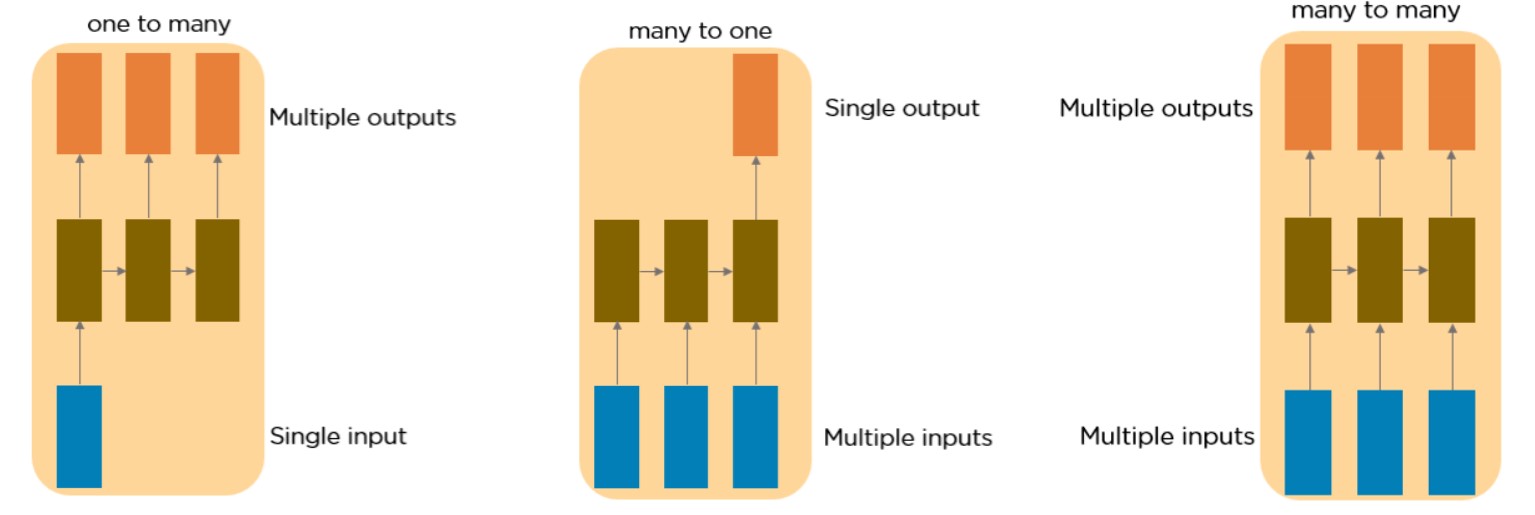 one to many
Multiple outputs
Single input
many to one
Single output
Multiple inputs
many to many
Multiple outputs
Multiple inputs